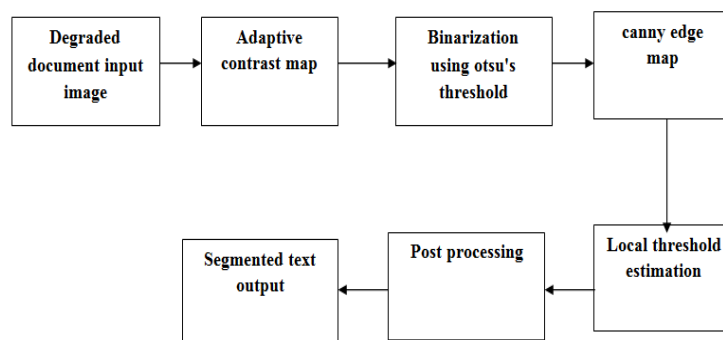 Degraded
document input
image
Adaptive
contrast map
Binarization
using otsu's
threshold
canny edge
map
Local threshold
estimation
Post processing
Segmented text
output